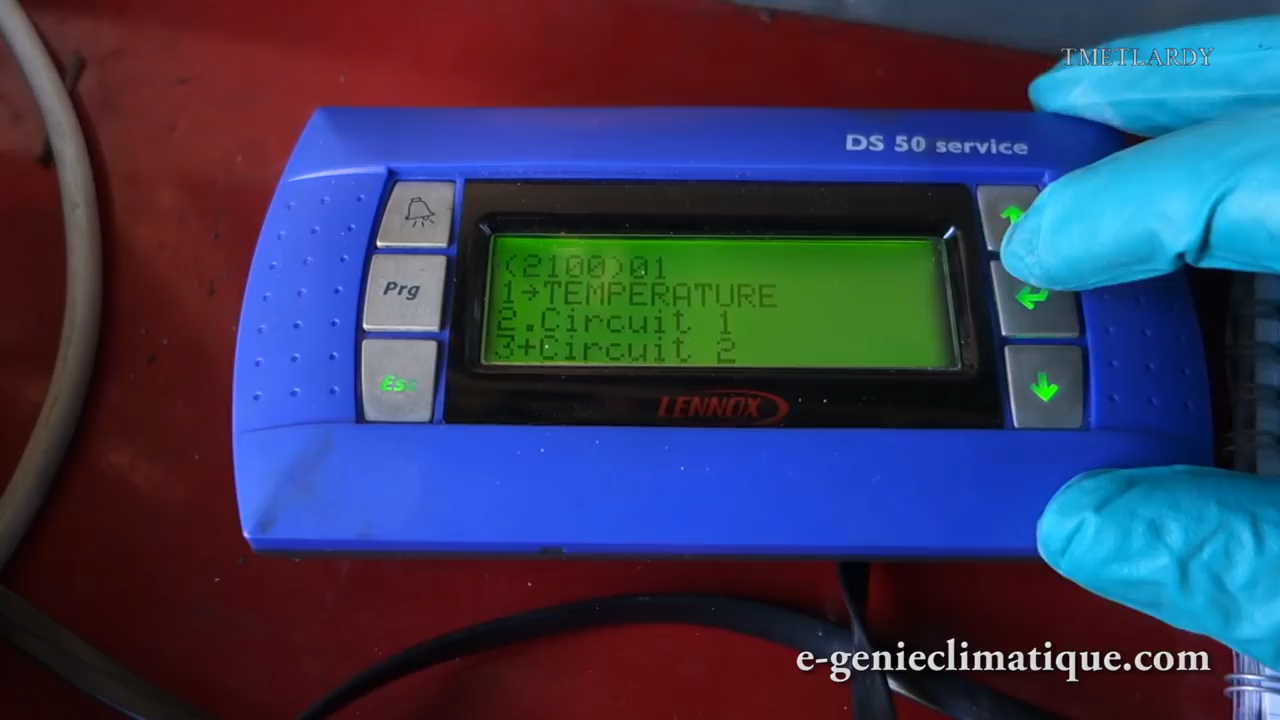 TMETLARDY
DS 50 service
(2100)01
1→TEMPERATURE
2.Circuit 1
3+Circuit 2
Prg
Esc
LENNOX
e-genieclimatique.com